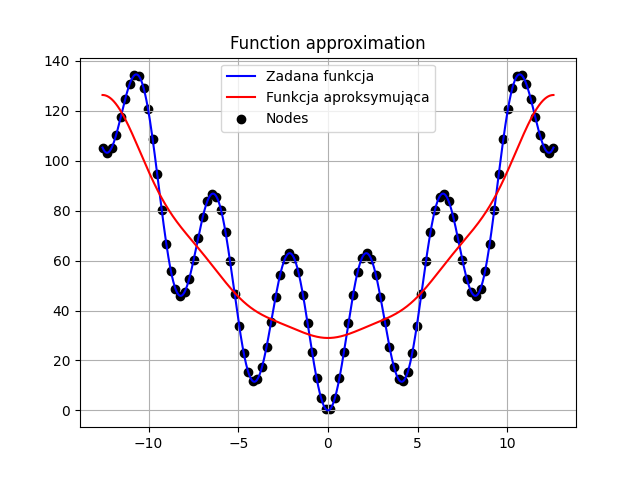 Function approximation
Zadana funkcja
Funkcja aproksymująca
Nodes
140
120
100
80
60
40
20
0
−10 −5 0 5 10